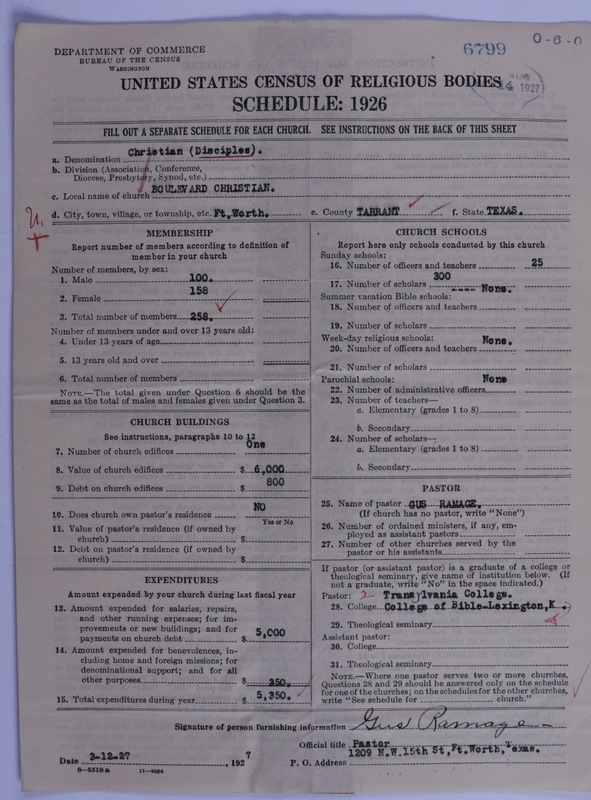 6799
0-6-0
DEPARTMENT OF COMMERCE
BUREAU OF THE CENSUS
WASHINGTON
24 1927
UNITED STATES CENSUS OF RELIGIOUS BODIES
SCHEDULE: 1926
FILL OUT A SEPARATE SCHEDULE FOR EACH CHURCH. SEE INSTRUCTIONS ON THE BACK OF THIS SHEET
a. Denomination Christian (Disciples).
b. Division (Association, Conference,
Diocese, Presbytery, Synod, etc.)
c. Local name of church BOULEVARD CHRISTIAN.
d. City, town, village, or township, etc. Ft.Worth. e. County TARRANT f. State TEXAS.
MEMBERSHIP
Report number of members according to definition of
member in your church
Number of members, by sex:
1. Male 100.
2. Female 158
3. Total number of members 258.
Number of members under and over 13 years old:
4. Under 13 years of age
5. 13 years old and over
6. Total number of members
NOTE.—The total given under Question 6 should be
same as the total of males and females given under Question 3.
CHURCH BUILDINGS
See instructions, paragraphs 10 to 12
7. Number of church edifices One
8. Value of church edifices $ 6,000
9. Debt on church edifices $ 800
10. Does church own pastor's residence NO
Yes or No
11. Value of pastor's residence (if owned by
church) $
12. Debt on pastor's residence (if owned by
church) $
EXPENDITURES
Amount expended by your church during last fiscal year
13. Amount expended for salaries, repairs,
and other running expenses; for im-
provements or new buildings; and for
payments on church debt $ 5,000
14. Amount expended for benevolences, in-
cluding home and foreign missions; for
denominational support; and for all
other purposes $ 350.
15. Total expenditures during year $ 5,350.
CHURCH SCHOOLS
Report here only schools conducted by this church
Sunday schools:
16. Number of officers and teachers 25
17. Number of scholars 300
Summer vacation Bible schools: None.
18. Number of officers and teachers
19. Number of scholars
Week-day religious schools: None.
20. Number of officers and teachers
21. Number of scholars
Parochial schools: None
22. Number of administrative officers
23. Number of teachers—
a. Elementary (grades 1 to 8)
b. Secondary
24. Number of scholars—
a. Elementary (grades 1 to 8)
b. Secondary
PASTOR
25. Name of pastor GUS RAMAGE.
(If church has no pastor, write "None")
26. Number of ordained ministers, if any, em-
ployed as assistant pastors
27. Number of other churches served by the
pastor or his assistants
If pastor (or assistant pastor) is a graduate of a college or
theological seminary, give name of institution below. (If
not a graduate, write "No" in the space indicated.)
Pastor: 2 Transylvania College.
28. College College of Bible-Lexington,K .
29. Theological seminary
Assistant pastor:
30. College
31. Theological seminary
NOTE.—Where one pastor serves two or more churches,
Questions 28 and 29 should be answered only on the schedule
for one of the churches; on the schedules for the other churches,
write "See schedule for church."
Signature of person furnishing information Gus Ramage
Official title Pastor
Date 3-12-27, 1927
P. O. Address 1209 N.W.15th St,Ft.Worth,Texas.
8-5518a 11-9064